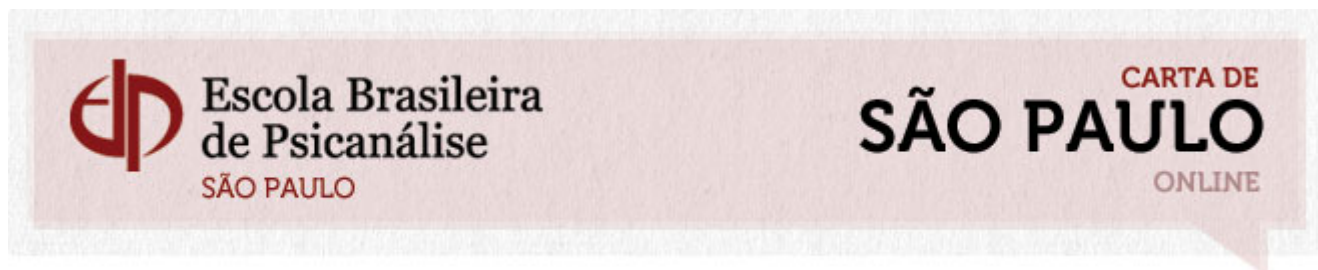 Escola Brasileira
de Psicanálise
SÃO PAULO
CARTA DE
SÃO PAULO
ONLINE